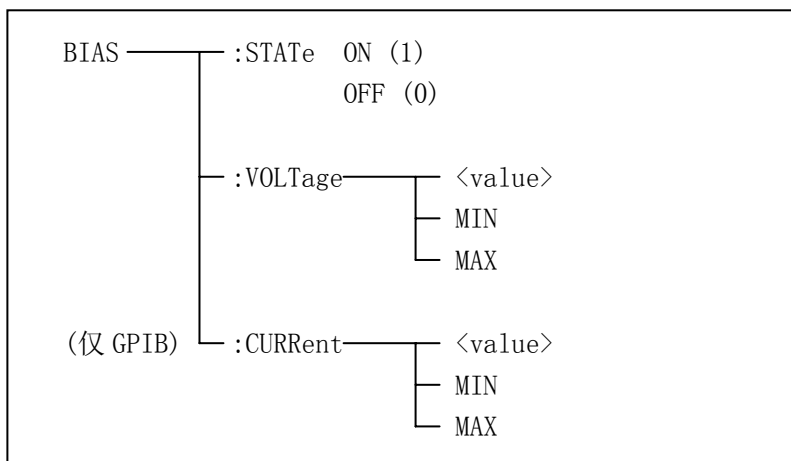 BIAS :STATe ON (1)
OFF (0)
:VOLTage <value>
MIN
MAX
(仅 GPIB) :CURRent <value>
MIN
MAX